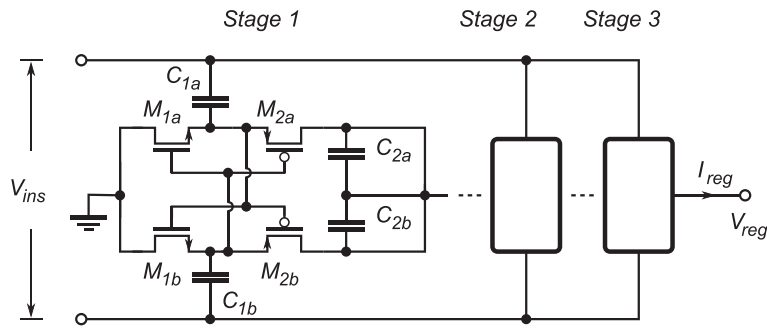 Stage 1 Stage 2 Stage 3
C1a
M1a M2a
C2a
Vins
Ireg
C2b
Vreg
M1b M2b
C1b